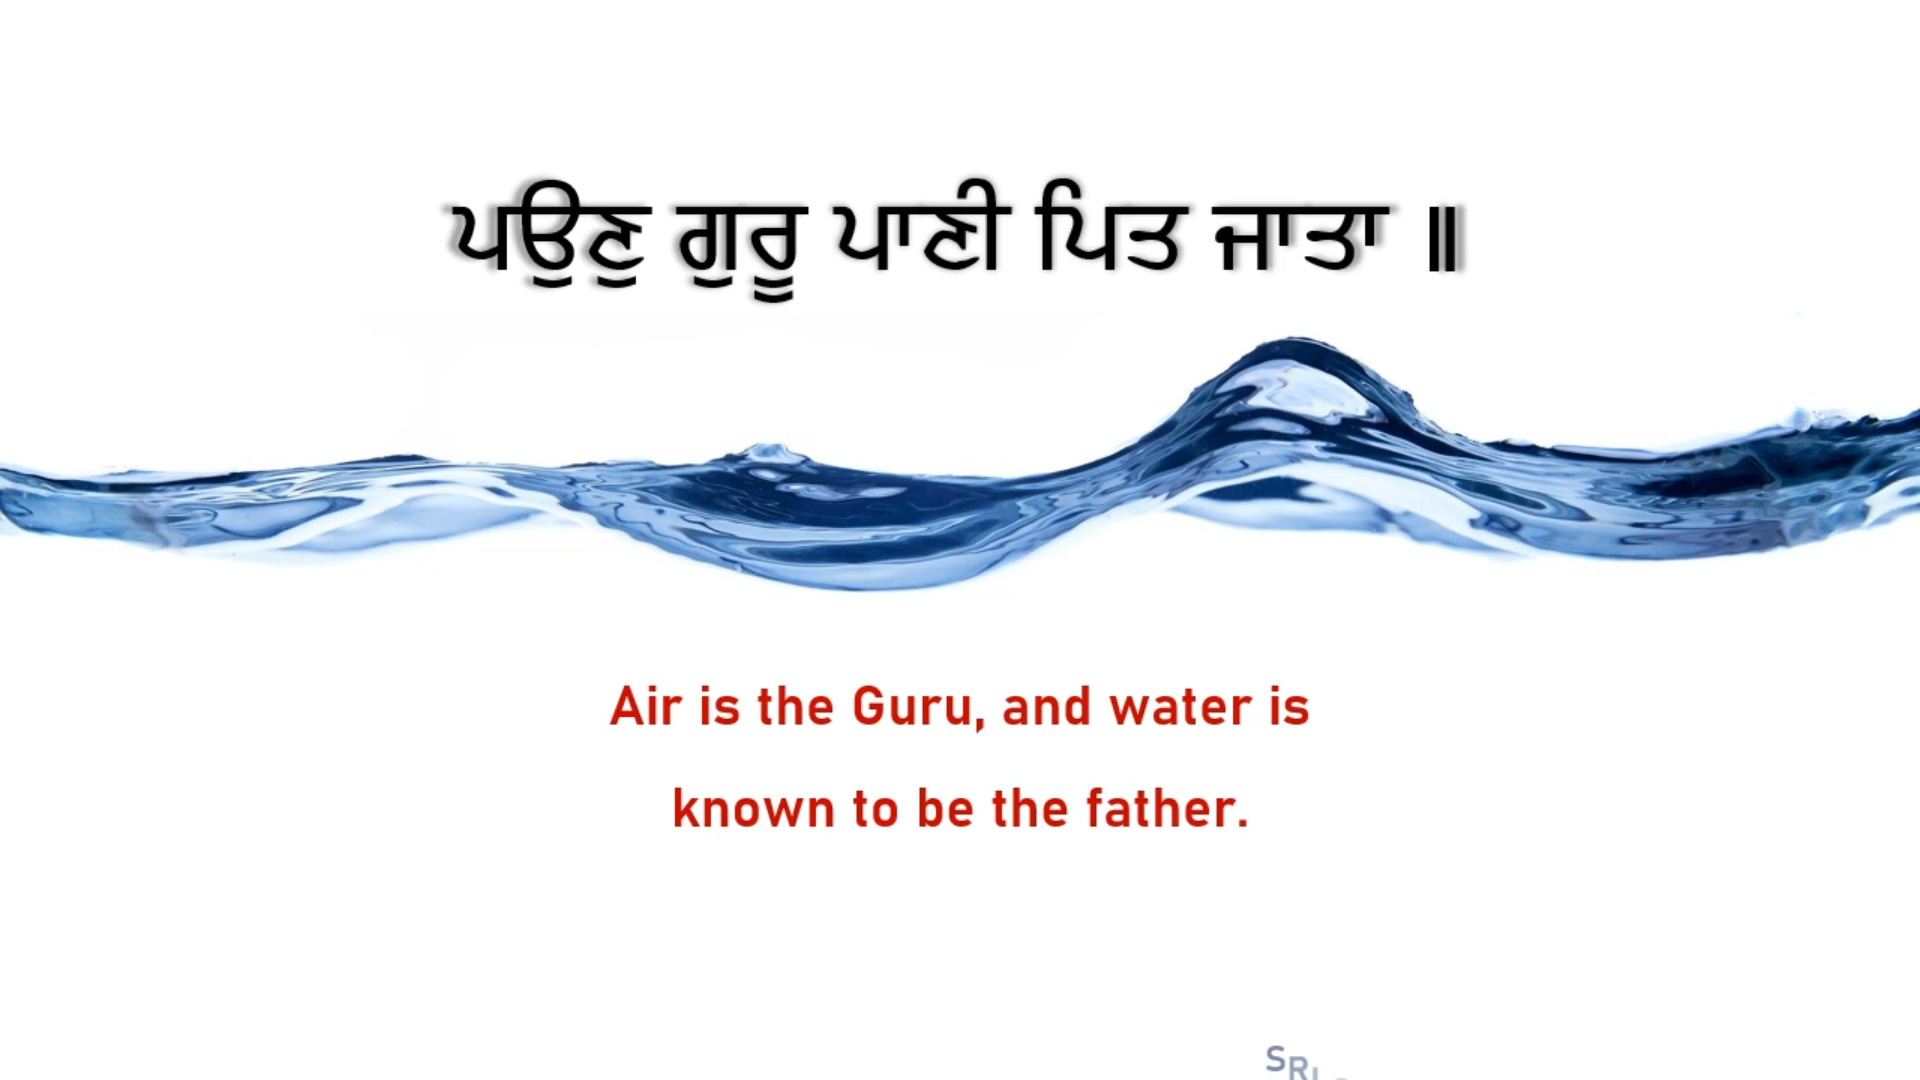 ਪਉਣੁ ਗੁਰੂ ਪਾਣੀ ਪਿਤ ਜਾਤਾ ॥
Air is the Guru, and water is
known to be the father.